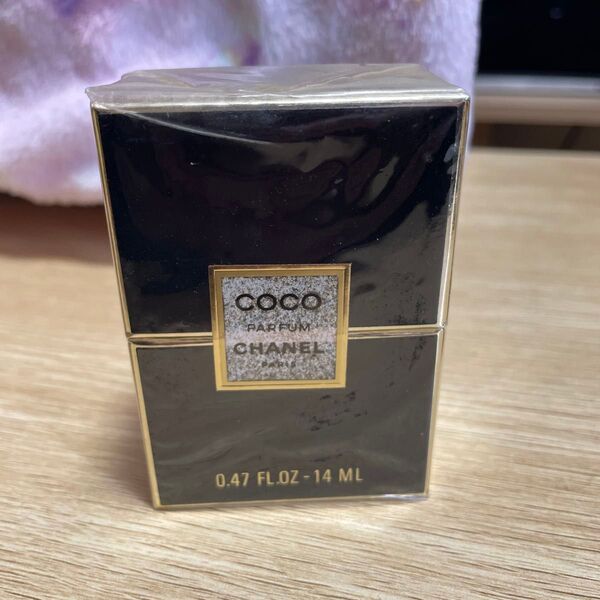 COCO
PARFUM
CHANEL
PARIS
0.47 FL.OZ-14 ML